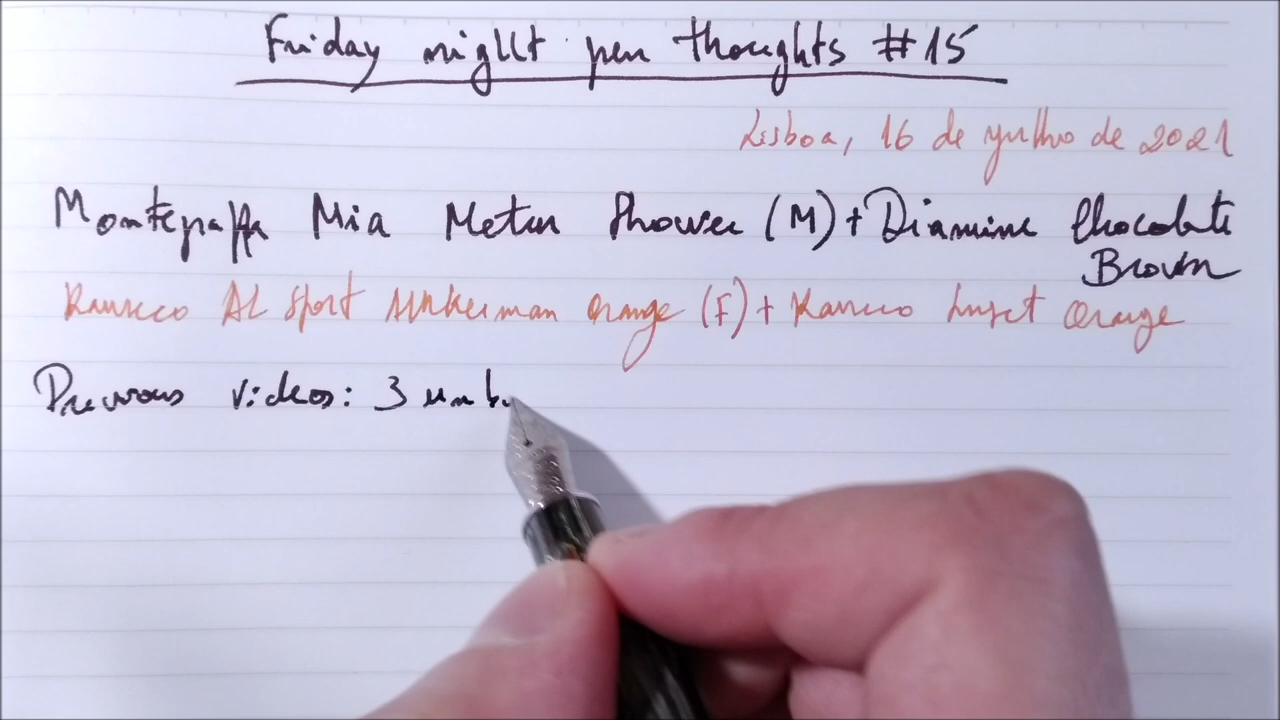 Friday night pen thoughts #15
Lisboa, 16 de julho de 2021
Montegrappa Mia Meteor Shower (M) + Diamine Chocolate
Brown
Kaweco AL Sport Orange (F) + Kaweco Sunset Orange
Previous videos: 3